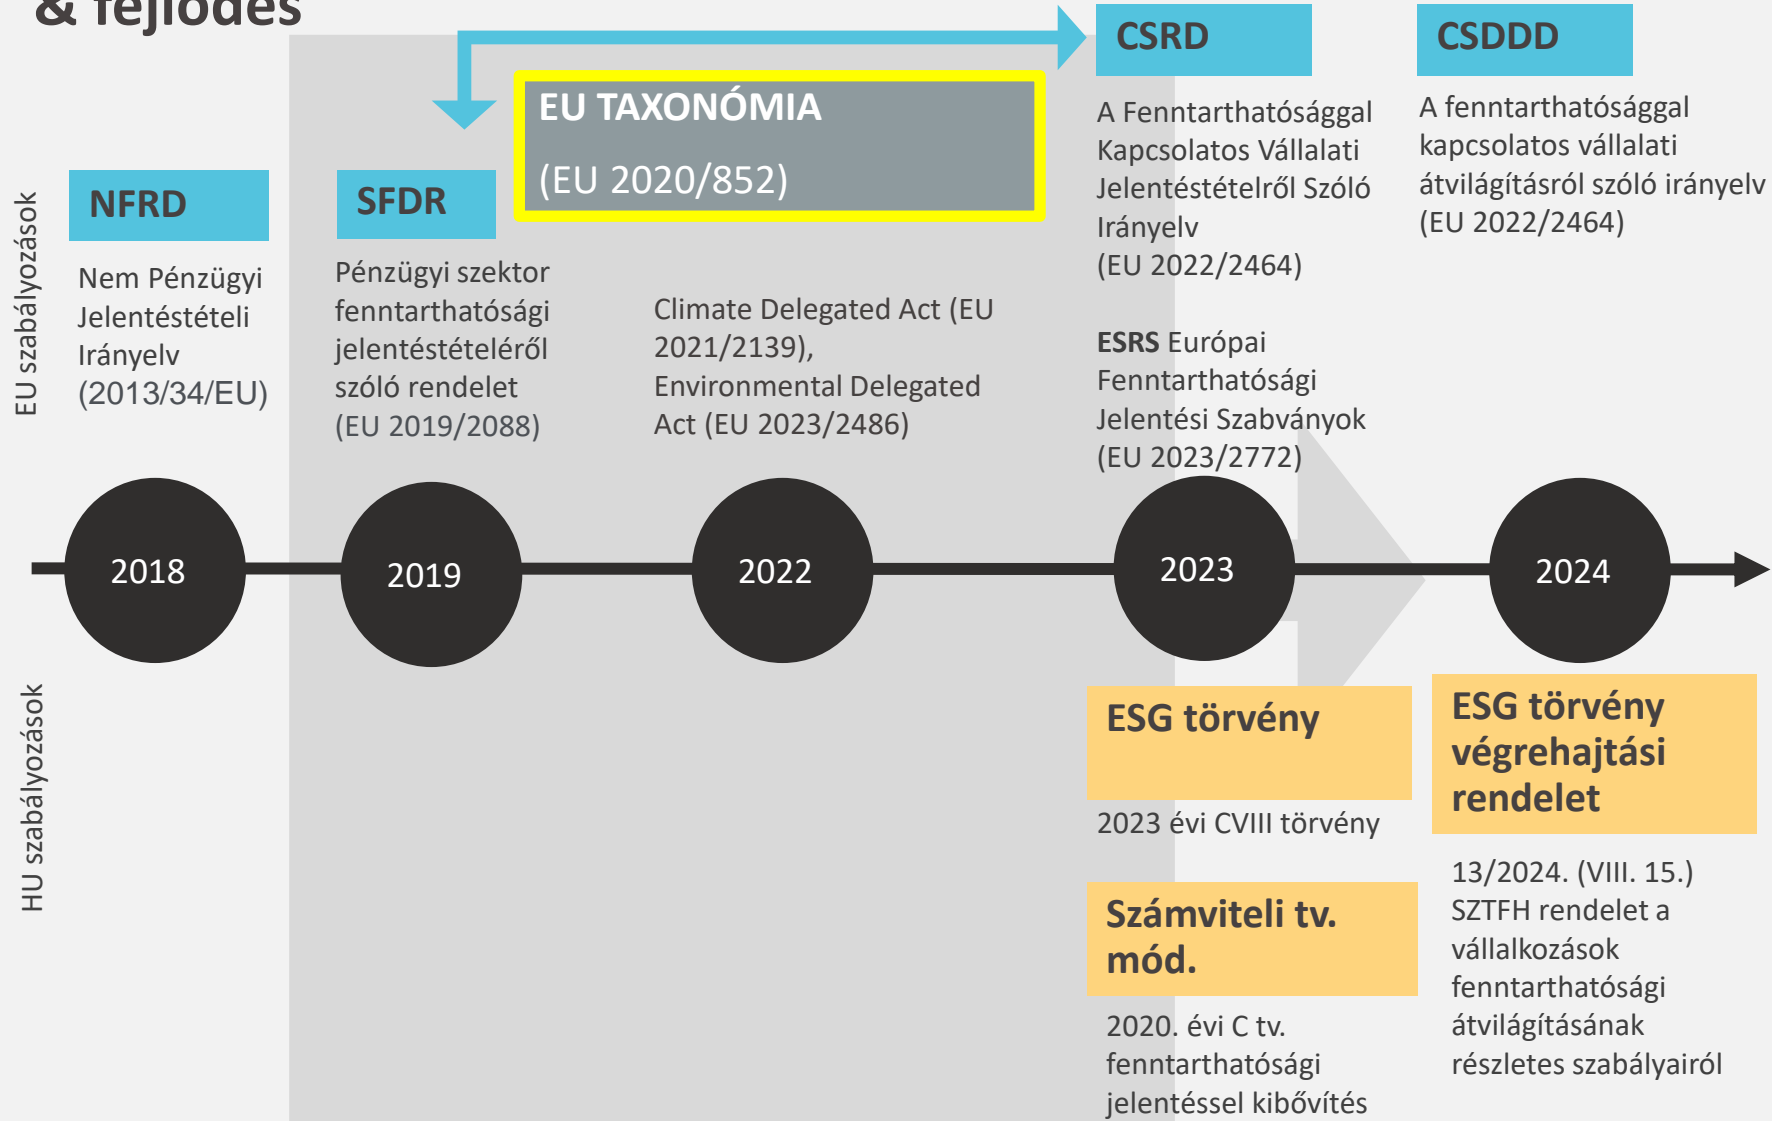 & fejlődés
EU szabályozások
NFRD
Nem Pénzügyi
Jelentéstételi
Irányelv
(2013/34/EU)
SFDR
Pénzügyi szektor
fenntarthatósági
jelentéstételéről
szóló rendelet
(EU 2019/2088)
EU TAXONÓMIA
(EU 2020/852)
Climate Delegated Act (EU
2021/2139),
Environmental Delegated
Act (EU 2023/2486)
CSRD
A Fenntarthatósággal
Kapcsolatos Vállalati
Jelentéstételről Szóló
Irányelv
(EU 2022/2464)
ESRS Európai
Fenntarthatósági
Jelentési Szabványok
(EU 2023/2772)
CSDDD
A fenntarthatósággal
kapcsolatos vállalati
átvilágításról szóló irányelv
(EU 2022/2464)
2018
2019
2022
2023
2024
HU szabályozások
ESG törvény
2023 évi CVIII törvény
Számviteli tv.
mód.
2020. évi C tv.
fenntarthatósági
jelentéssel kibővítés
ESG törvény
végrehajtási
rendelet
13/2024. (VIII. 15.)
SZTFH rendelet a
vállalkozások
fenntarthatósági
átvilágításának
részletes szabályairól